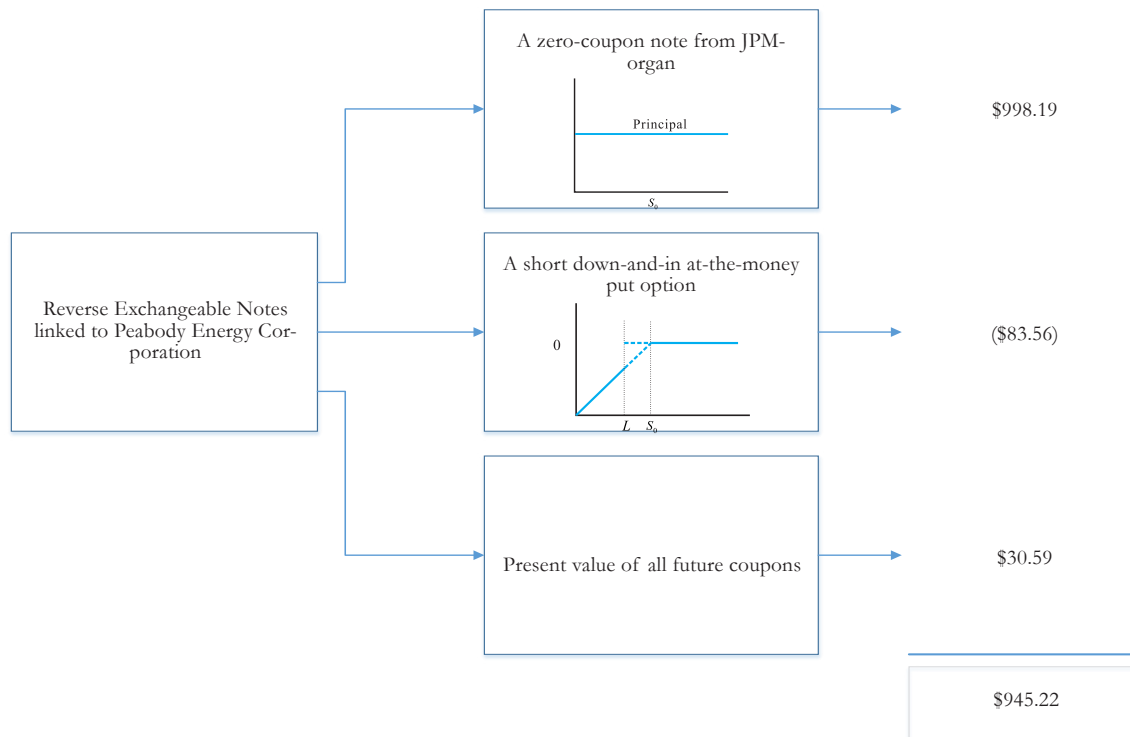 A zero-coupon note from JPM-
organ
Principal
S₀
$998.19
Reverse Exchangeable Notes
linked to Peabody Energy Cor-
poration
A short down-and-in at-the-money
put option
0
L S₀
($83.56)
Present value of all future coupons
$30.59
$945.22